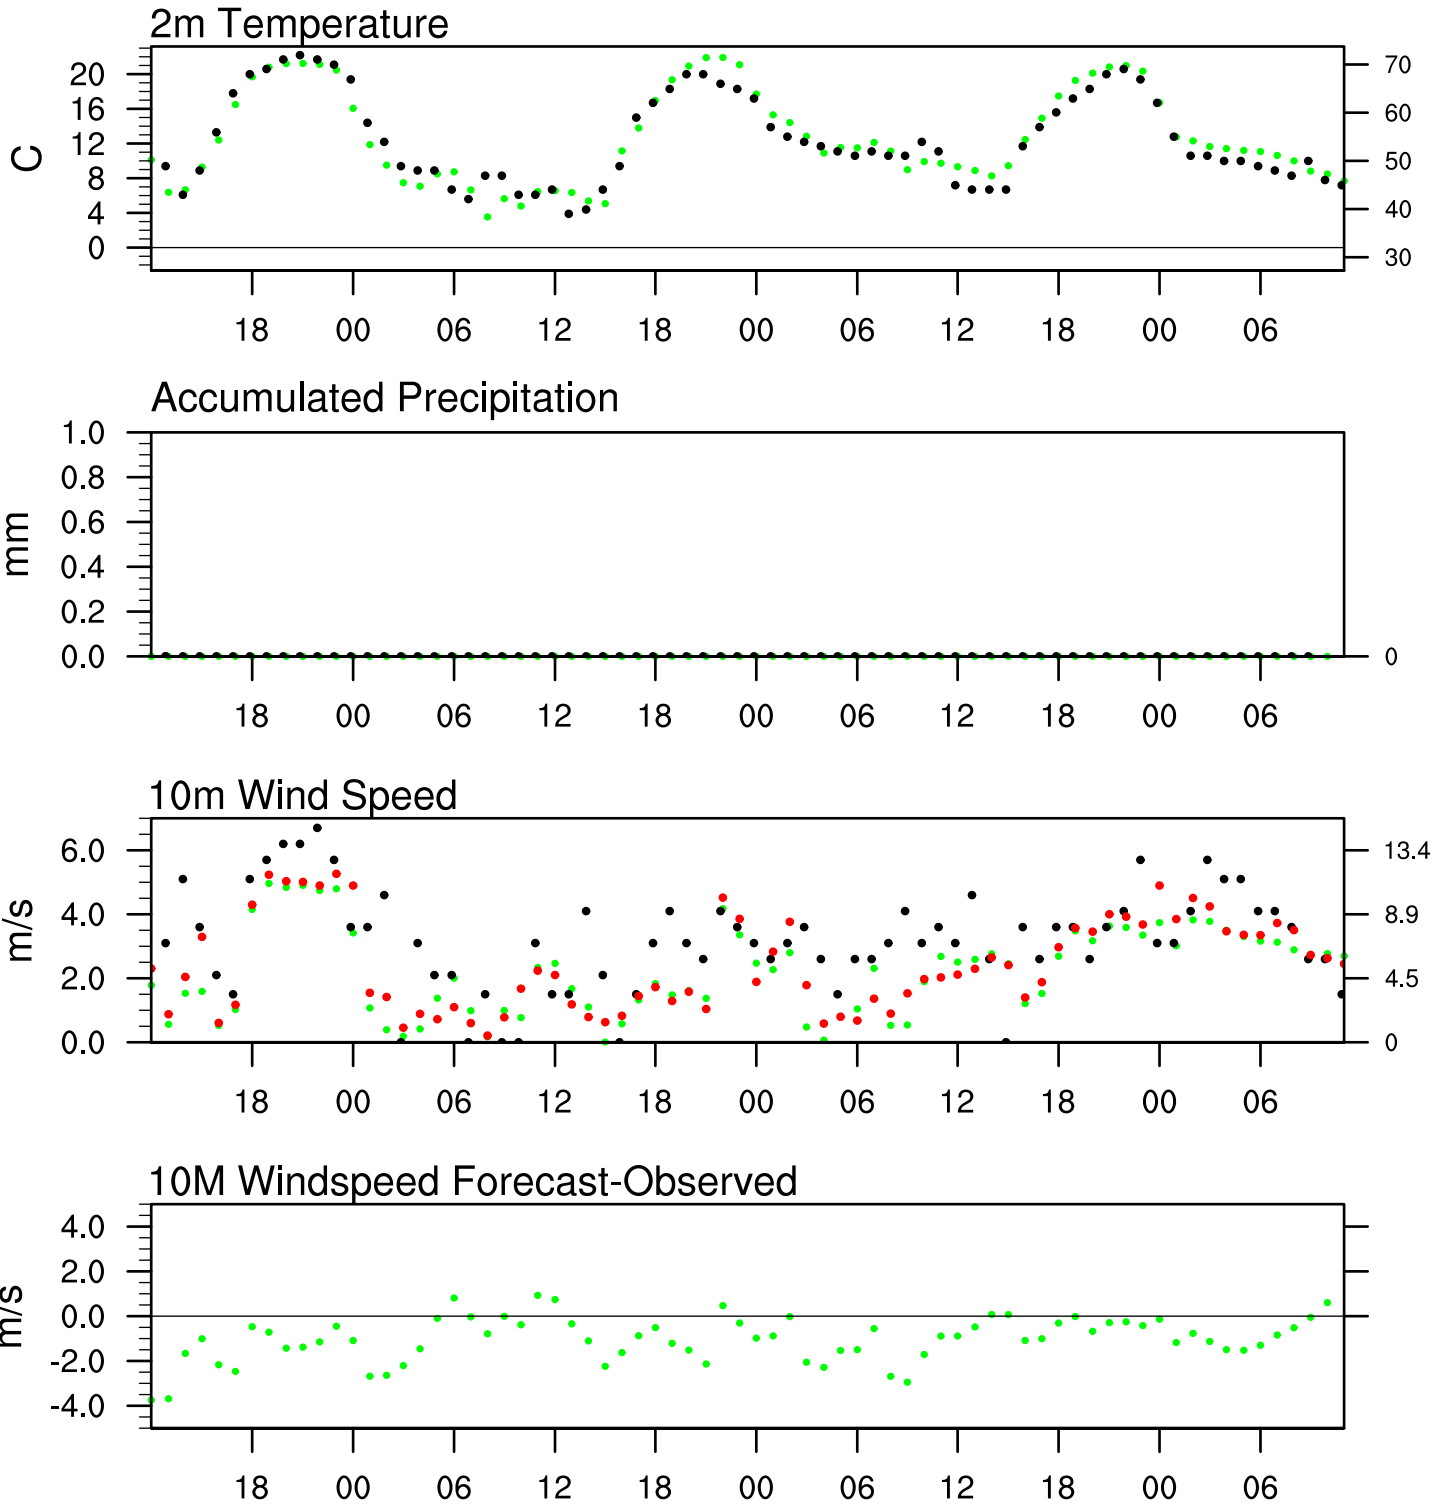 2m Temperature
20
16
12
8
4
0
C
70
60
50
40
30
18 00 06 12 18 00 06 12 18 00 06
Accumulated Precipitation
1.0
0.8
0.6
0.4
0.2
0.0
mm
0
18 00 06 12 18 00 06 12 18 00 06
10m Wind Speed
6.0
4.0
2.0
0.0
m/s
13.4
8.9
4.5
0
18 00 06 12 18 00 06 12 18 00 06
10M Windspeed Forecast-Observed
4.0
2.0
0.0
-2.0
-4.0
m/s
18 00 06 12 18 00 06 12 18 00 06